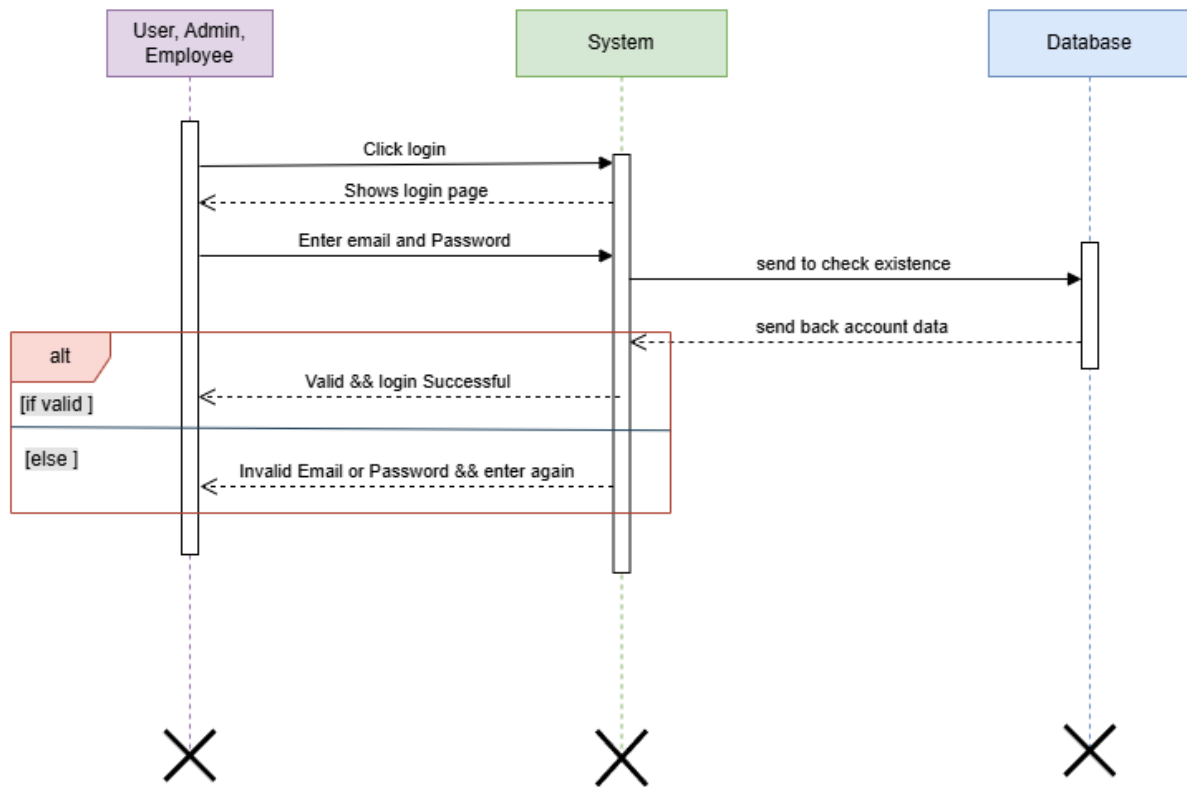 User, Admin,
Employee
System
Database
Click login
Shows login page
Enter email and Password
send to check existence
send back account data
alt
Valid && login Successful
[if valid ]
[else ]
Invalid Email or Password && enter again